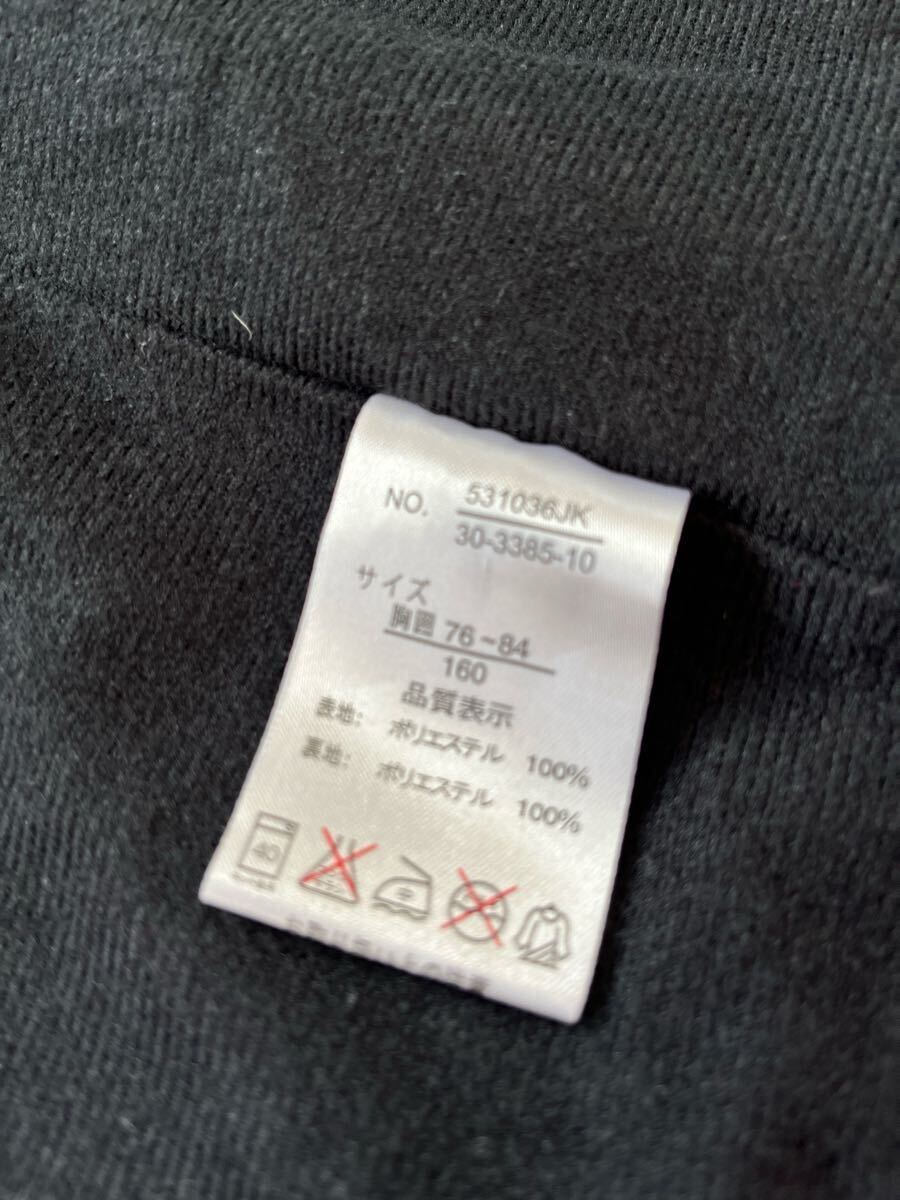 NO. 531036JK
30-3385-10
サイズ
胸囲 76~84
160
品質表示
表地: ポリエステル 100%
裏地: ポリエステル 100%
40